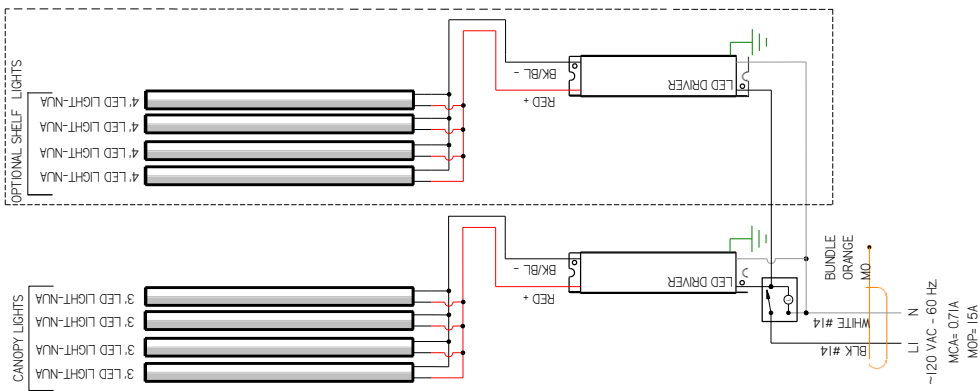 OPTIONAL SHELF LIGHTS
4' LED LIGHT-NUA
4' LED LIGHT-NUA
4' LED LIGHT-NUA
4' LED LIGHT-NUA
BK/BL -
RED +
LED DRIVER
CANOPY LIGHTS
3' LED LIGHT-NUA
3' LED LIGHT-NUA
3' LED LIGHT-NUA
3' LED LIGHT-NUA
BK/BL -
RED +
LED DRIVER
BUNDLE
ORANGE
MO
WHITE #14
N
BLK #14
L1
~120 VAC - 60 Hz.
MCA= 0.71A
MOP= 15A